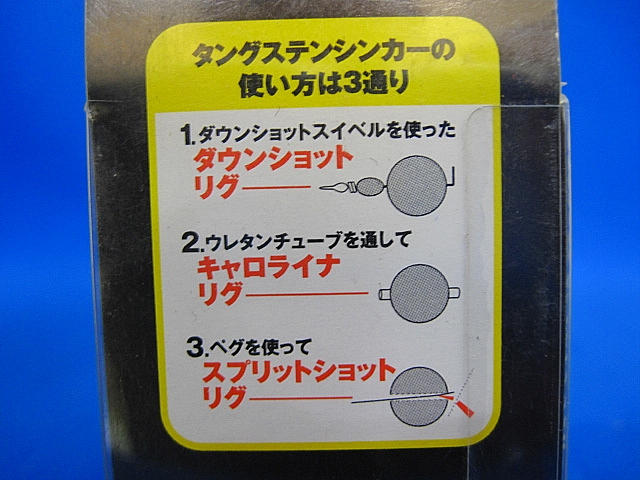 タングステンシンカーの
使い方は3通り
1.ダウンショットスイベルを使った
ダウンショット
リグ
2.ウレタンチューブを通して
キャロライナ
リグ
3.ペグを使って
スプリットショット
リグ